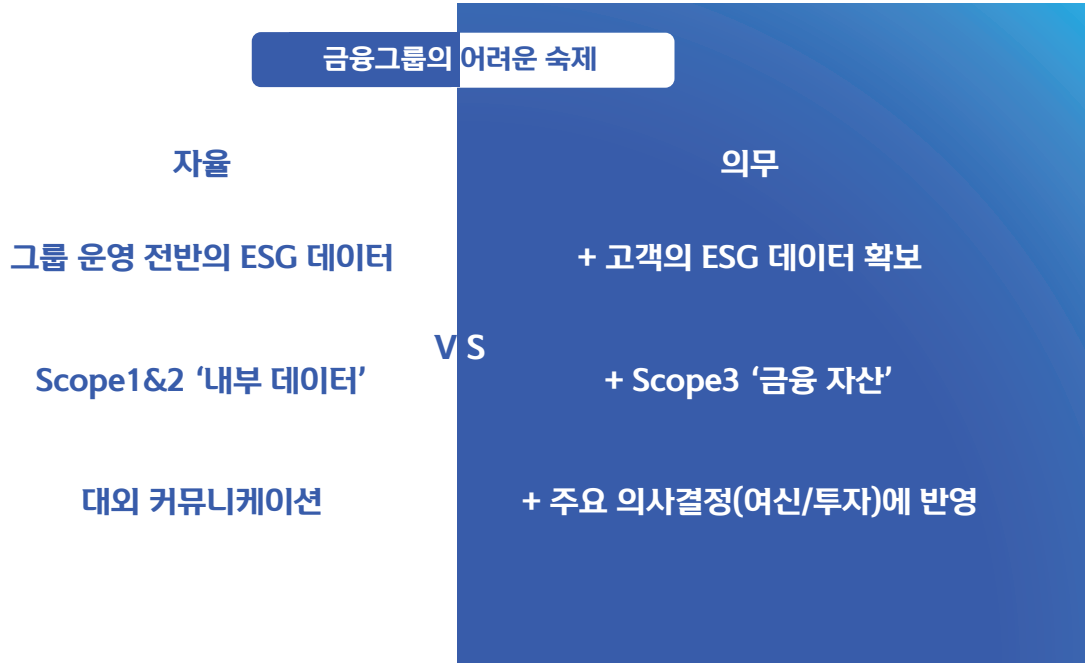 금융그룹의 어려운 숙제
자율
의무
그룹 운영 전반의 ESG 데이터
+ 고객의 ESG 데이터 확보
V S
Scope1&2 ‘내부 데이터’
+ Scope3 ‘금융 자산’
대외 커뮤니케이션
+ 주요 의사결정(여신/투자)에 반영